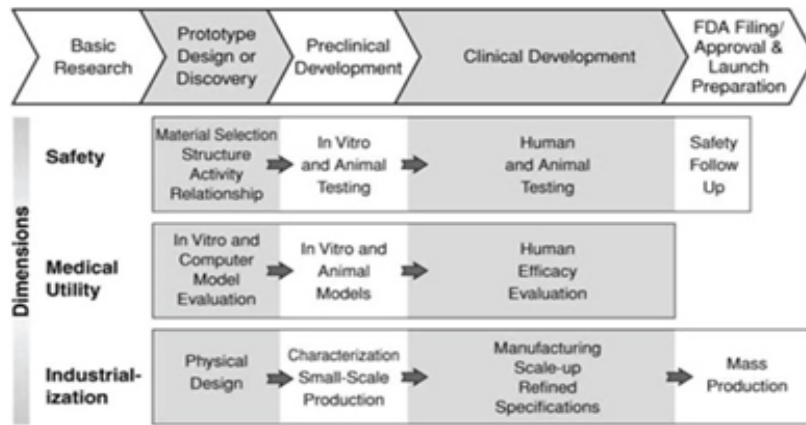 Basic
Research
Prototype
Design or
Discovery
Preclinical
Development
Clinical Development
FDA Filing/
Approval &
Launch
Preparation
Dimensions
Safety
Material Selection
Structure
Activity
Relationship
In Vitro
and Animal
Testing
Human
and Animal
Testing
Safety
Follow
Up
Medical
Utility
In Vitro and
Computer
Model
Evaluation
In Vitro and
Animal
Models
Human
Efficacy
Evaluation
Industrial-
ization
Physical
Design
Characterization
Small-Scale
Production
Manufacturing
Scale-up
Refined
Specifications
Mass
Production